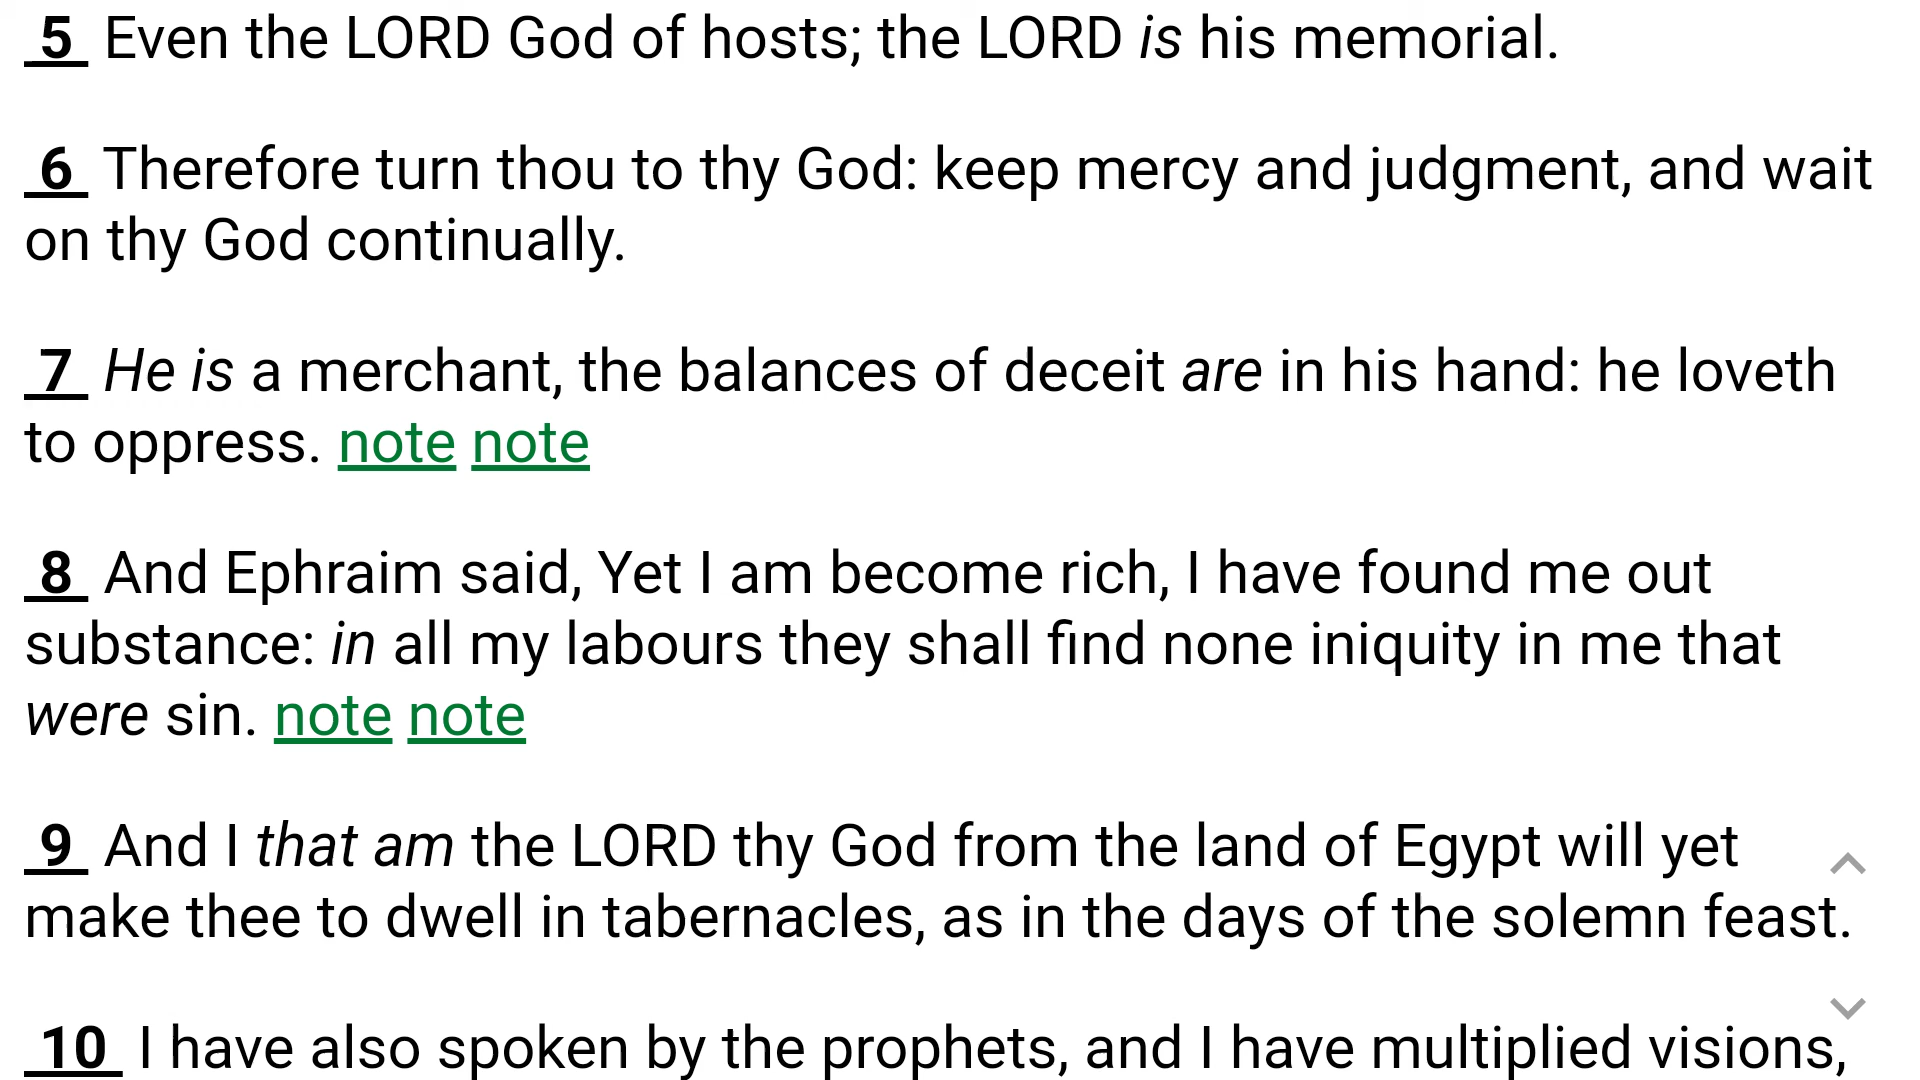 5 Even the LORD God of hosts; the LORD is his memorial.
6 Therefore turn thou to thy God: keep mercy and judgment, and wait
on thy God continually.
7 He is a merchant, the balances of deceit are in his hand: he loveth
to oppress. note note
8 And Ephraim said, Yet I am become rich, I have found me out
substance: in all my labours they shall find none iniquity in me that
were sin. note note
9 And I that am the LORD thy God from the land of Egypt will yet
make thee to dwell in tabernacles, as in the days of the solemn feast.
10 I have also spoken by the prophets, and I have multiplied visions,